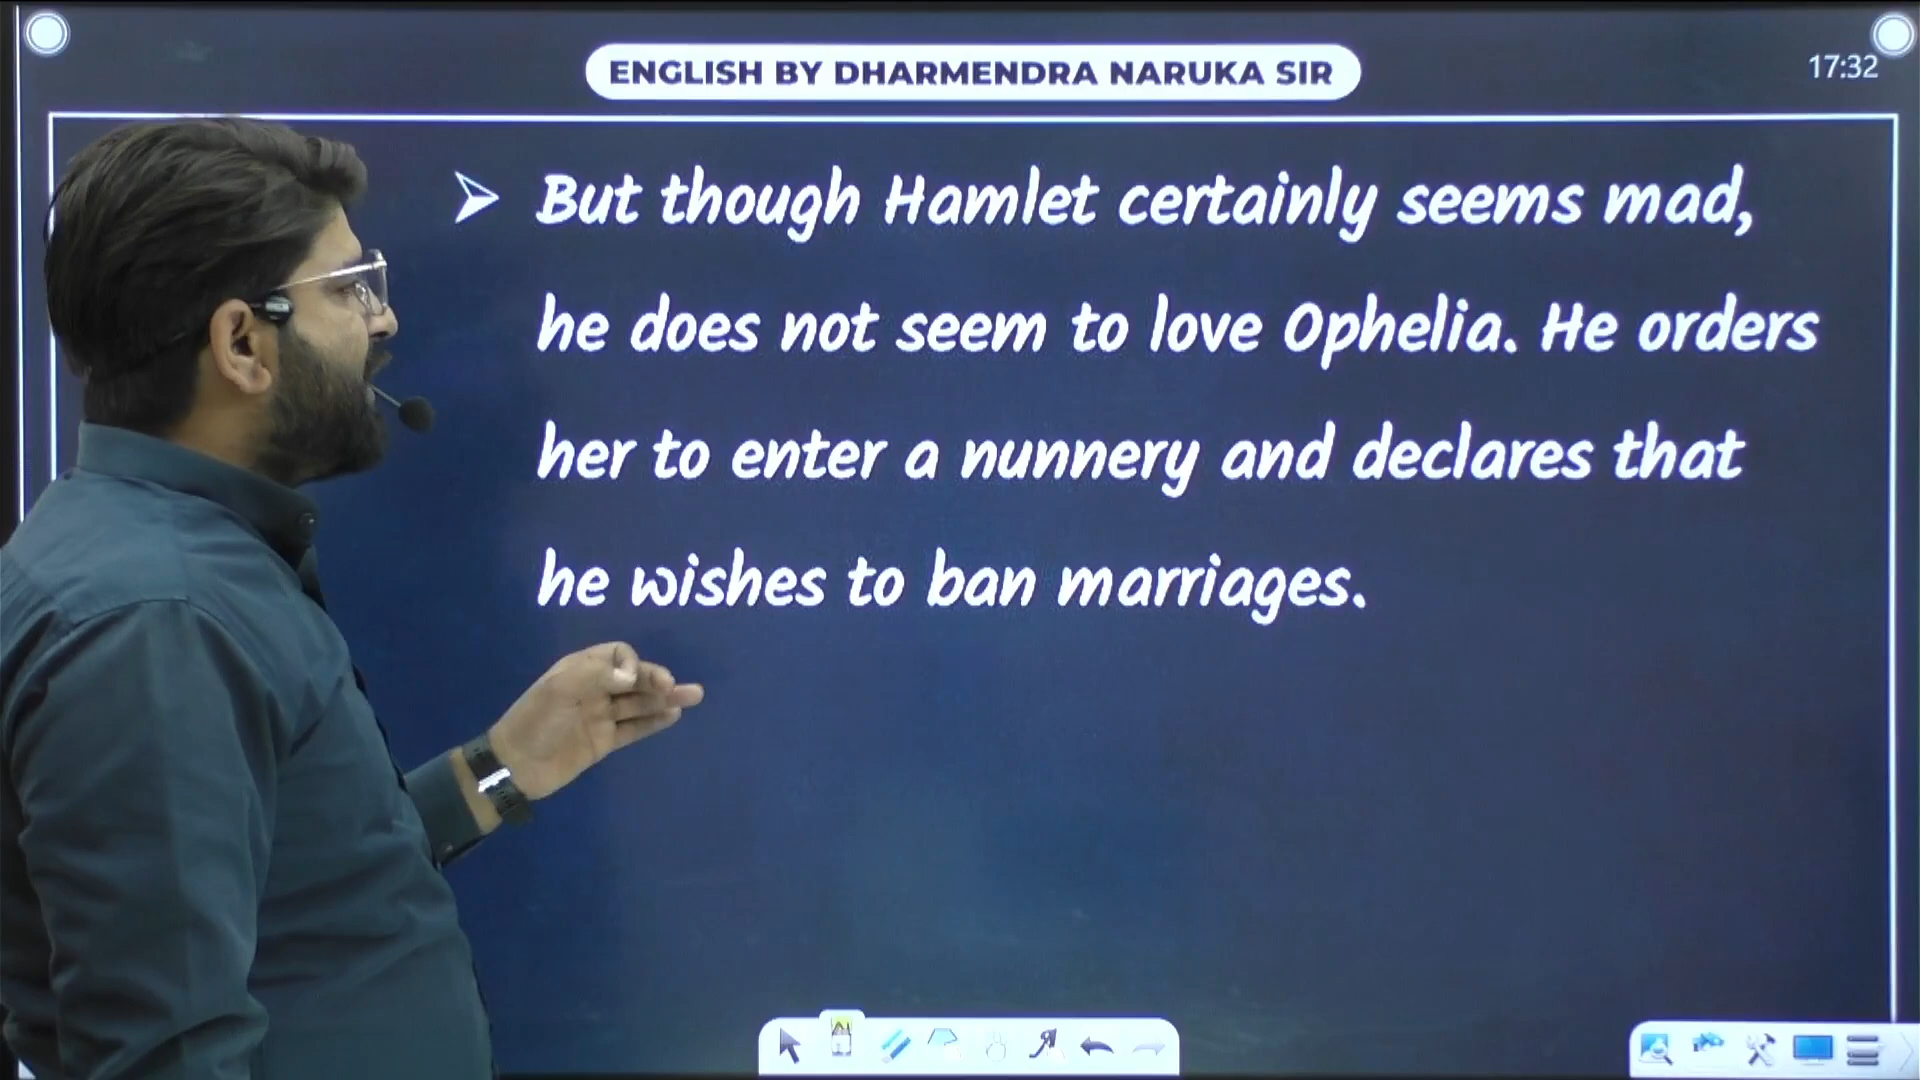 ENGLISH BY DHARMENDRA NARUKA SIR
17:32
But though Hamlet certainly seems mad,
he does not seem to love Ophelia. He orders
her to enter a nunnery and declares that
he wishes to ban marriages.